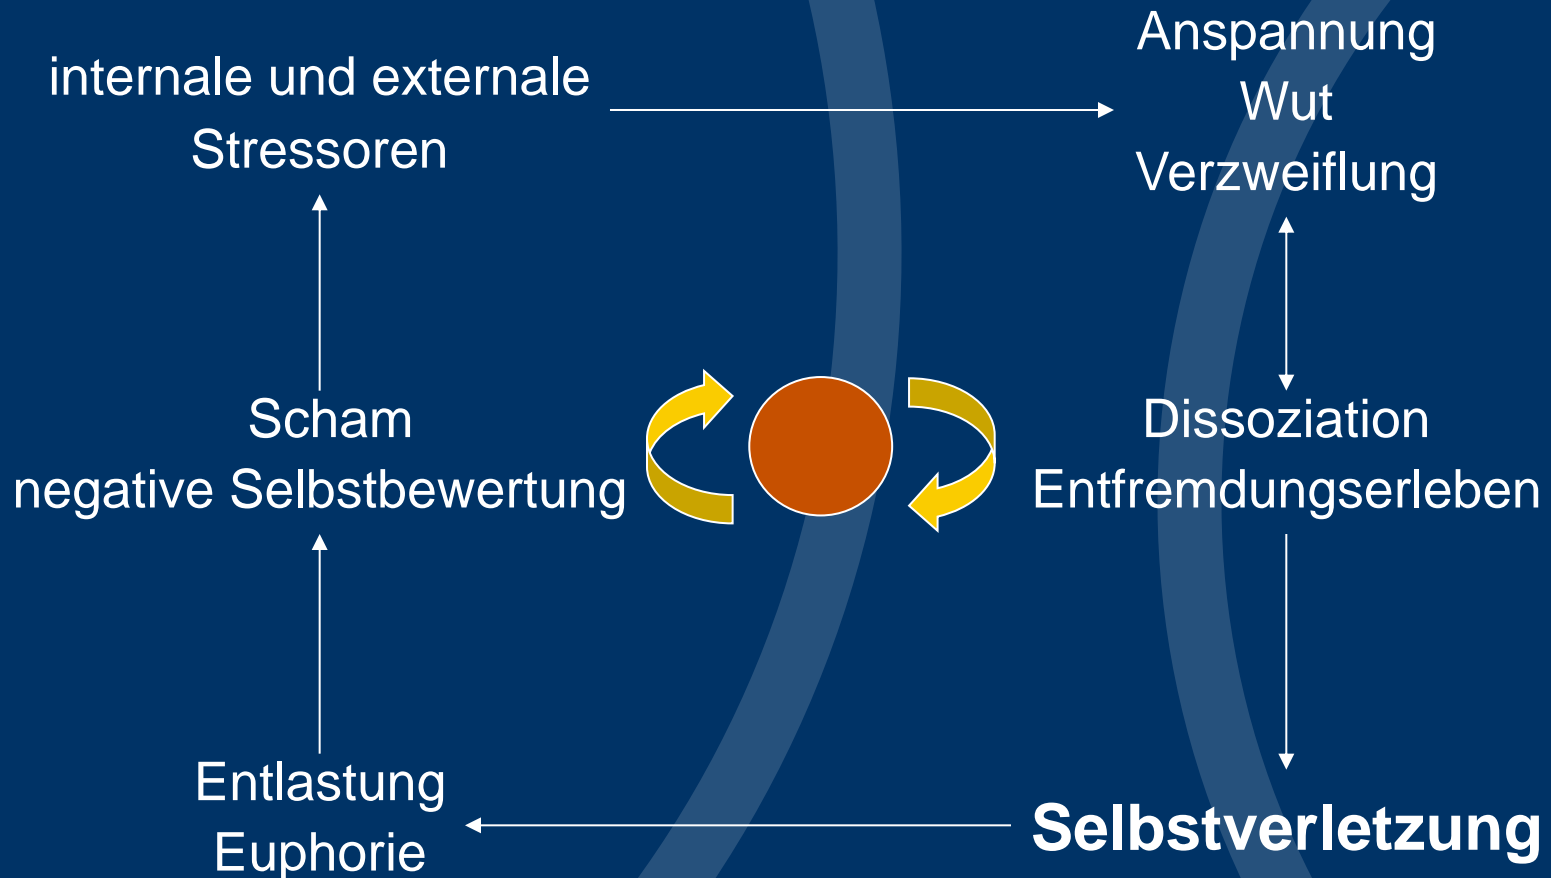 internale und externale
Stressoren
Anspannung
Wut
Verzweiflung
Scham
negative Selbstbewertung
Dissoziation
Entfremdungserleben
Entlastung
Euphorie
Selbstverletzung